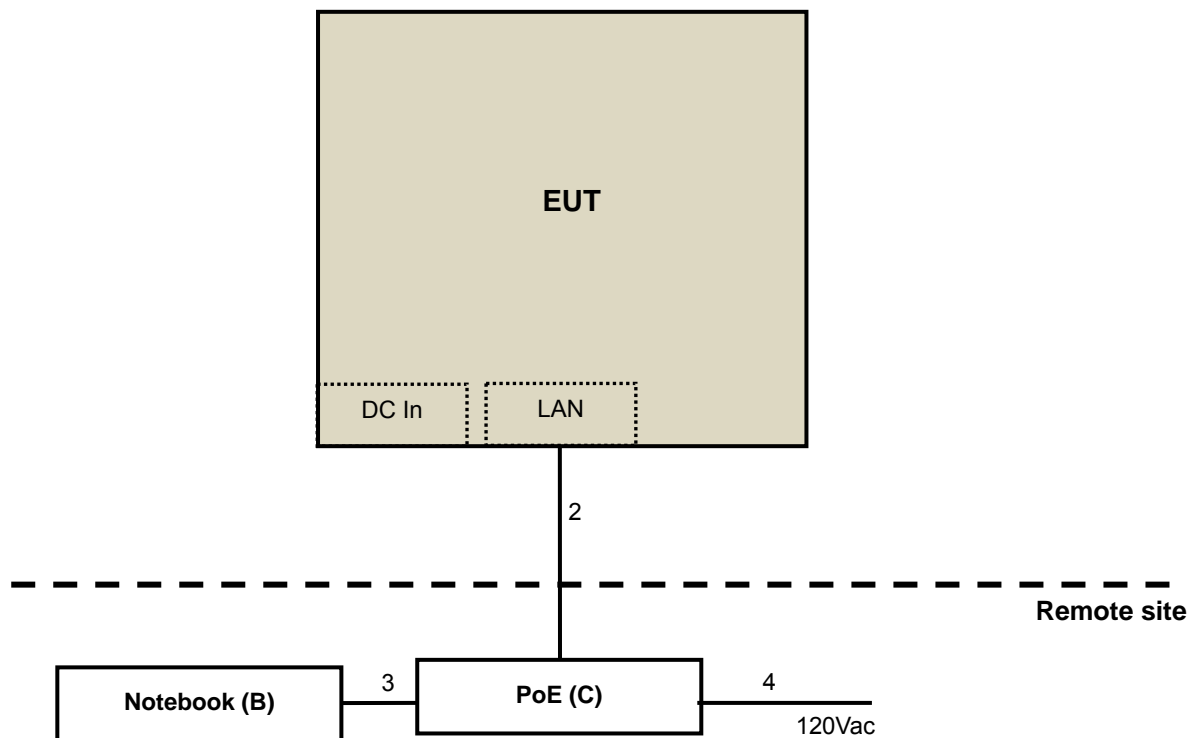 EUT
DC In
LAN
2
Remote site
Notebook (B)
3
PoE (C)
4
120Vac